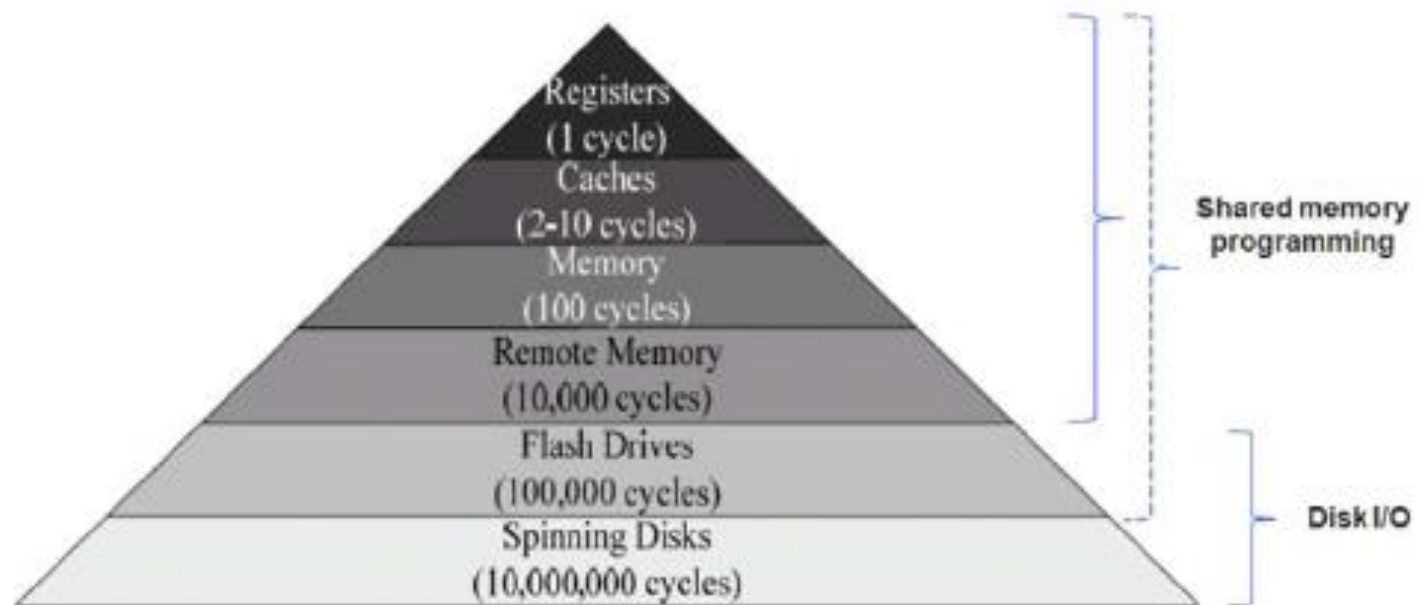 Registers
(1 cycle)
Caches
(2-10 cycles)
Memory
(100 cycles)
Remote Memory
(10,000 cycles)
Flash Drives
(100,000 cycles)
Spinning Disks
(10,000,000 cycles)
Shared memory
programming
Disk I/O